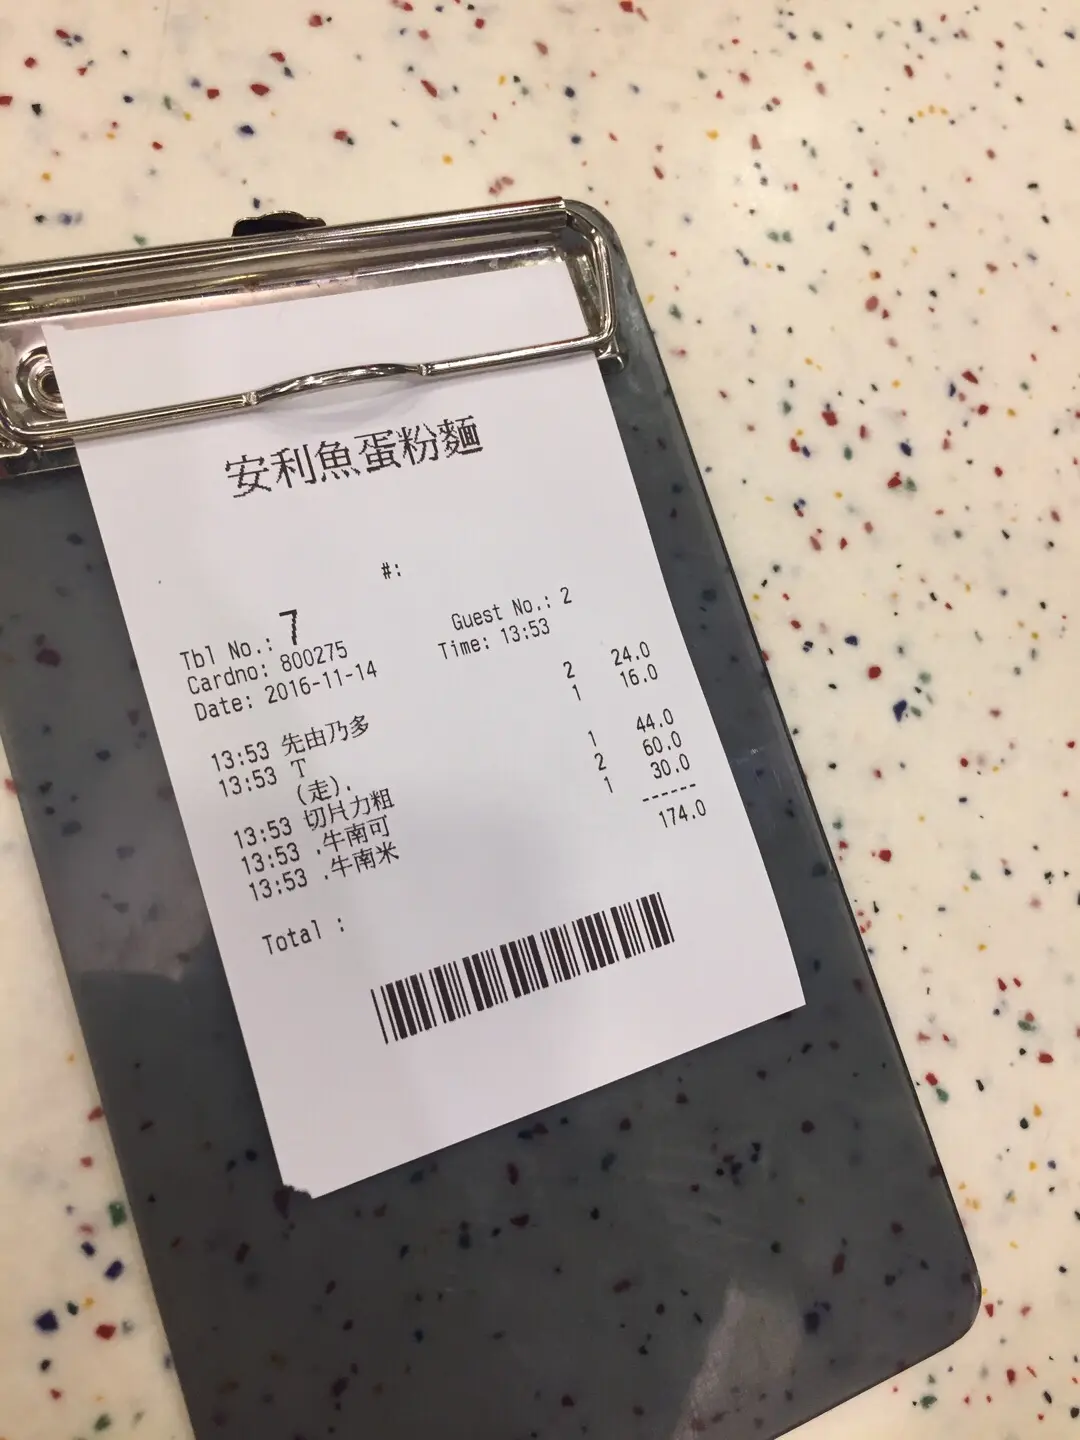 安利魚蛋粉麵
#:
Tbl No.: 7 Guest No.: 2
Cardno: 800275 Time: 13:53
Date: 2016-11-14
13:53 先由乃多 2 24.0
13:53 T 1 16.0
(走).
13:53 切片力粗 1 44.0
13:53 .牛南可 2 60.0
13:53 .牛南米 1 30.0
------
Total : 174.0